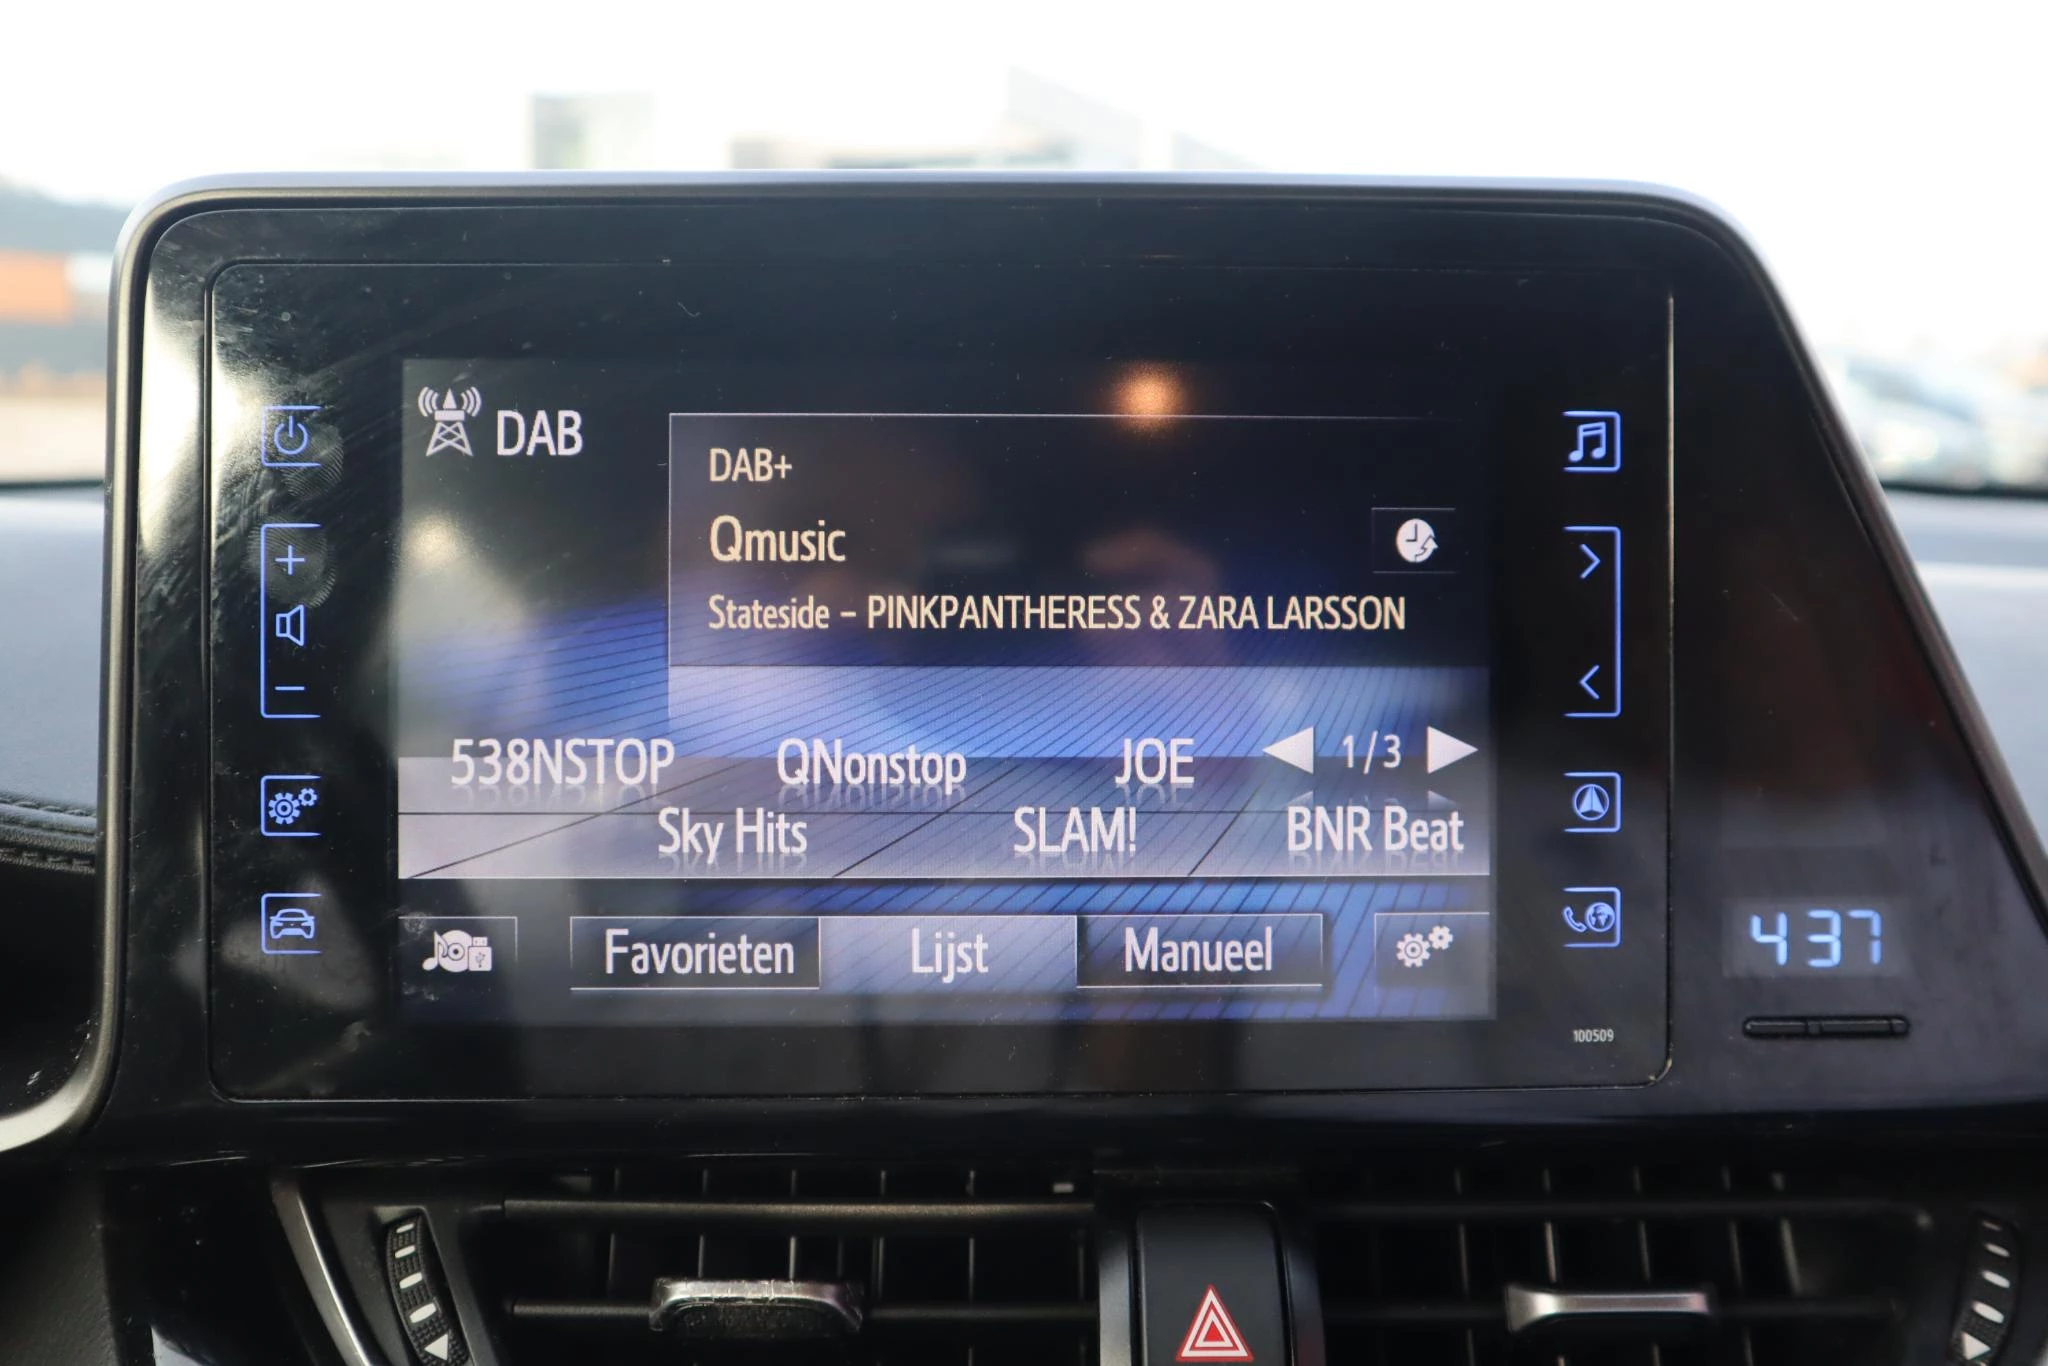 DAB
DAB+
Qmusic
Stateside – PINKPANTHERESS & ZARA LARSSON
538NSTOP QNonstop JOE 1/3
Sky Hits SLAM! BNR Beat
Favorieten Lijst Manueel
437
100509